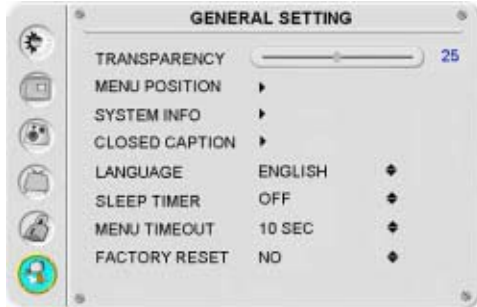 GENERAL SETTING
TRANSPARENCY 25
MENU POSITION
SYSTEM INFO
CLOSED CAPTION
LANGUAGE ENGLISH
SLEEP TIMER OFF
MENU TIMEOUT 10 SEC
FACTORY RESET NO